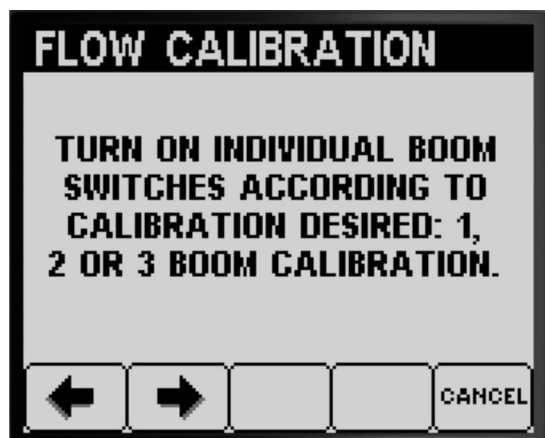 FLOW CALIBRATION
TURN ON INDIVIDUAL BOOM
SWITCHES ACCORDING TO
CALIBRATION DESIRED: 1,
2 OR 3 BOOM CALIBRATION.
CANCEL